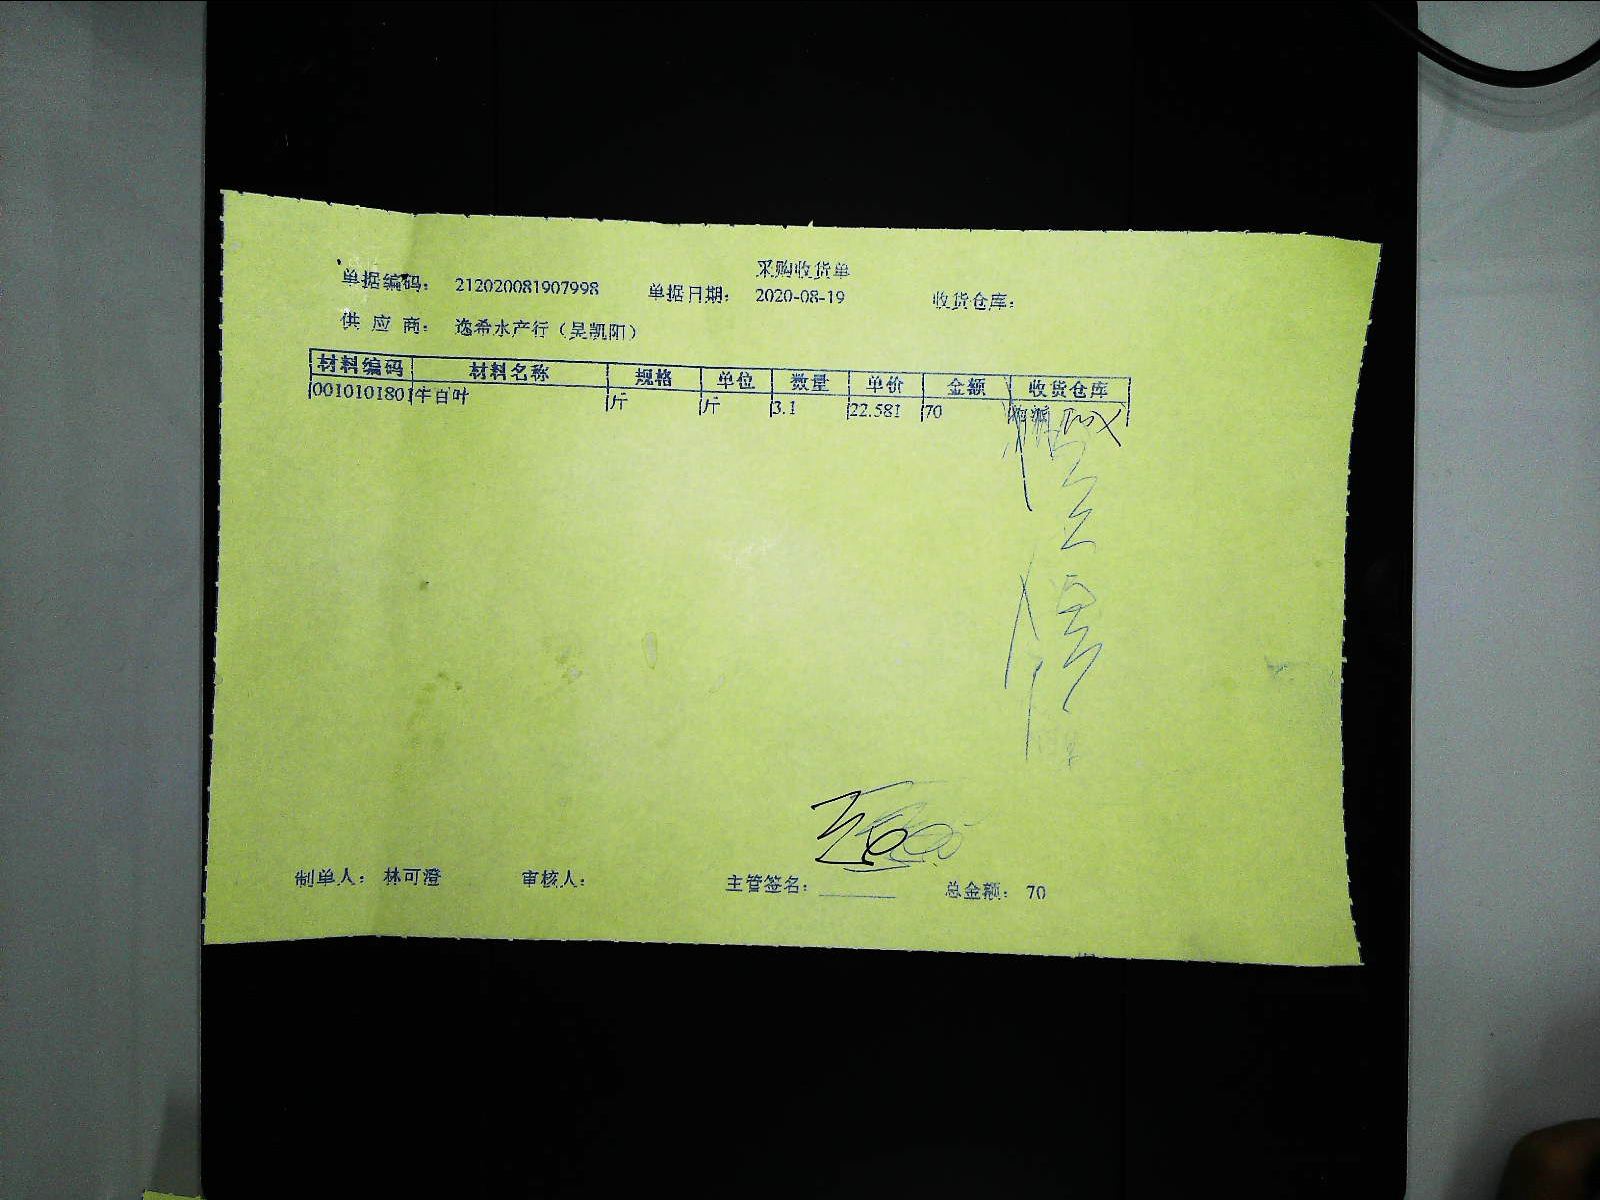 采购收货单
单据编码： 212020081907998 单据日期： 2020-08-19 收货仓库：
供 应 商： 逸希水产行（吴凯阳）
材料编码 材料名称 规格 单位 数量 单价 金额 收货仓库
0010101801 牛百叶 斤 斤 3.1 22.581 70
制单人： 林可澄 审核人： 主管签名： 总金额： 70